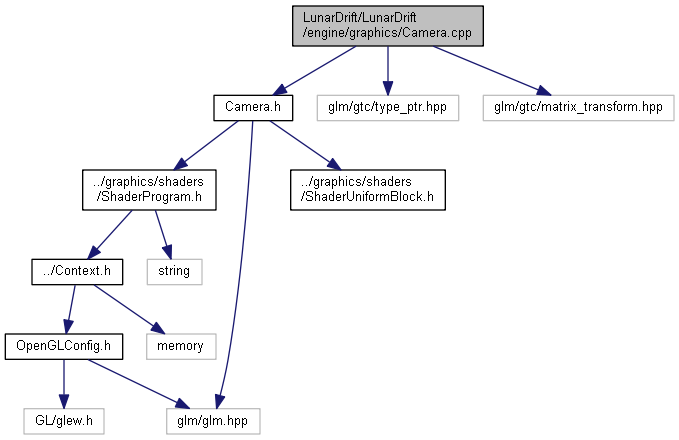 LunarDrift/LunarDrift
/engine/graphics/Camera.cpp
Camera.h
glm/gtc/type_ptr.hpp
glm/gtc/matrix_transform.hpp
../graphics/shaders
/ShaderProgram.h
../graphics/shaders
/ShaderUniformBlock.h
../Context.h
string
OpenGLConfig.h
memory
GL/glew.h
glm/glm.hpp